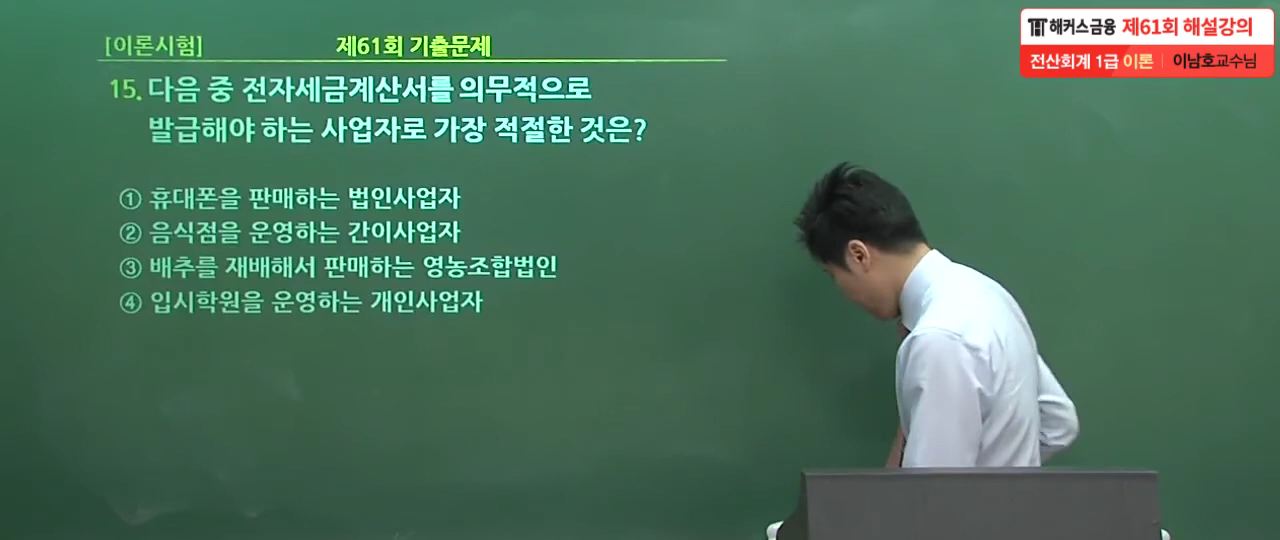 [이론시험] 제61회 기출문제
해커스금융 제61회 해설강의
전산회계 1급 이론 | 이남호교수님
15. 다음 중 전자세금계산서를 의무적으로
발급해야 하는 사업자로 가장 적절한 것은?
① 휴대폰을 판매하는 법인사업자
② 음식점을 운영하는 간이사업자
③ 배추를 재배해서 판매하는 영농조합법인
④ 입시학원을 운영하는 개인사업자